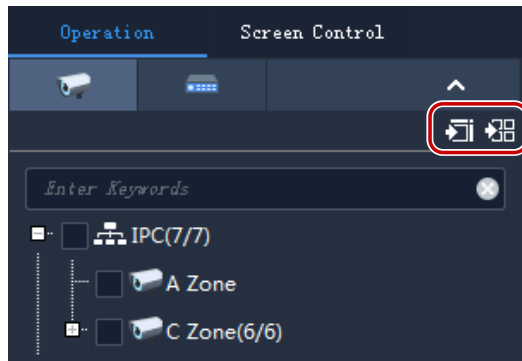 Operation Screen Control
Enter Keywords
IPC(7/7)
A Zone
C Zone(6/6)